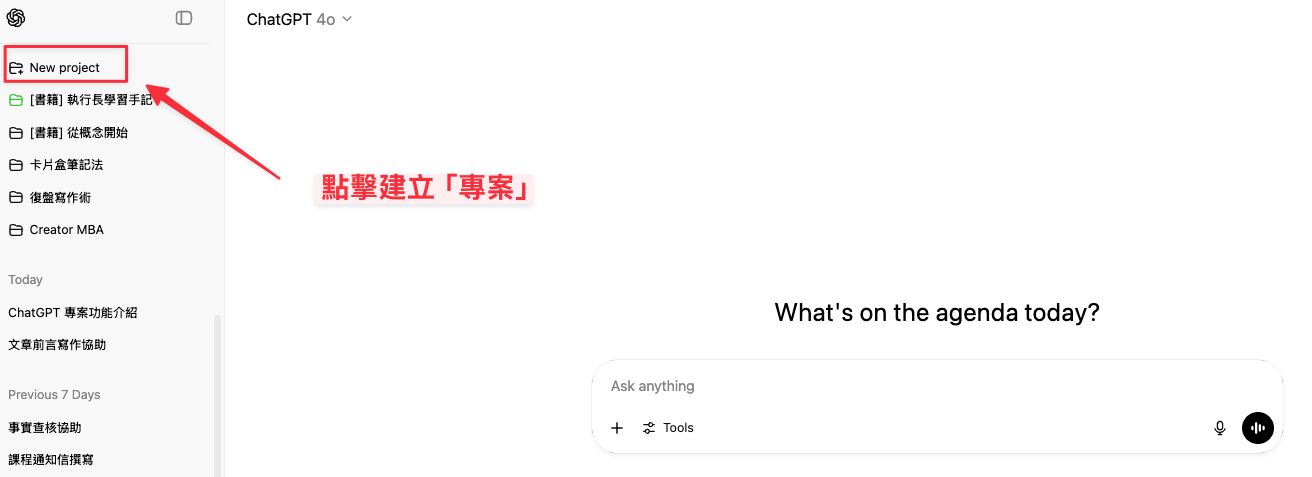 ChatGPT 4o
New project
[書籍] 執行長學習手記
[書籍] 從概念開始
卡片盒筆記法
復盤寫作術
Creator MBA
Today
ChatGPT 專案功能介紹
文章前言寫作協助
Previous 7 Days
事實查核協助
課程通知信撰寫
點擊建立「專案」
What's on the agenda today?
Ask anything
Tools